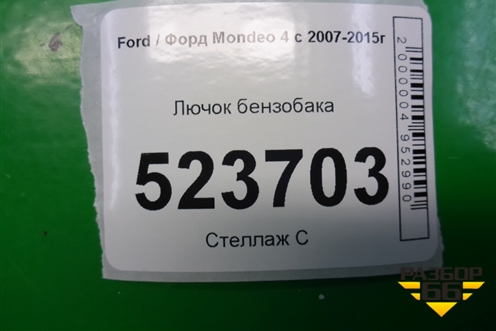 Ford / Форд Mondeo 4 с 2007-2015г
Лючок бензобака
523703
Стеллаж С
2000004952990
РАЗБОР
66